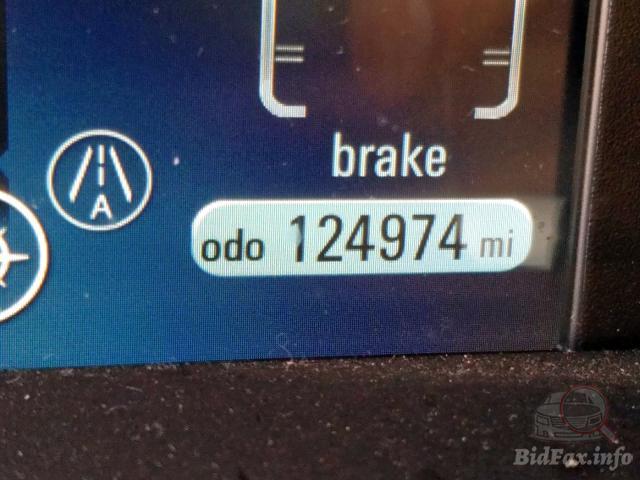 brake
A
odo 124974 mi
BidFax.info